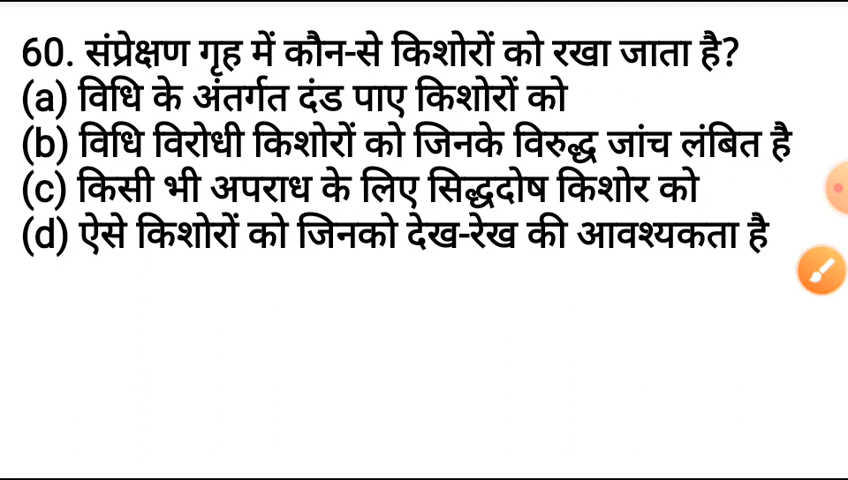 60. संप्रेक्षण गृह में कौन-से किशोरों को रखा जाता है?
(a) विधि के अंतर्गत दंड पाए किशोरों को
(b) विधि विरोधी किशोरों को जिनके विरुद्ध जांच लंबित है
(c) किसी भी अपराध के लिए सिद्धदोष किशोर को
(d) ऐसे किशोरों को जिनको देख-रेख की आवश्यकता है